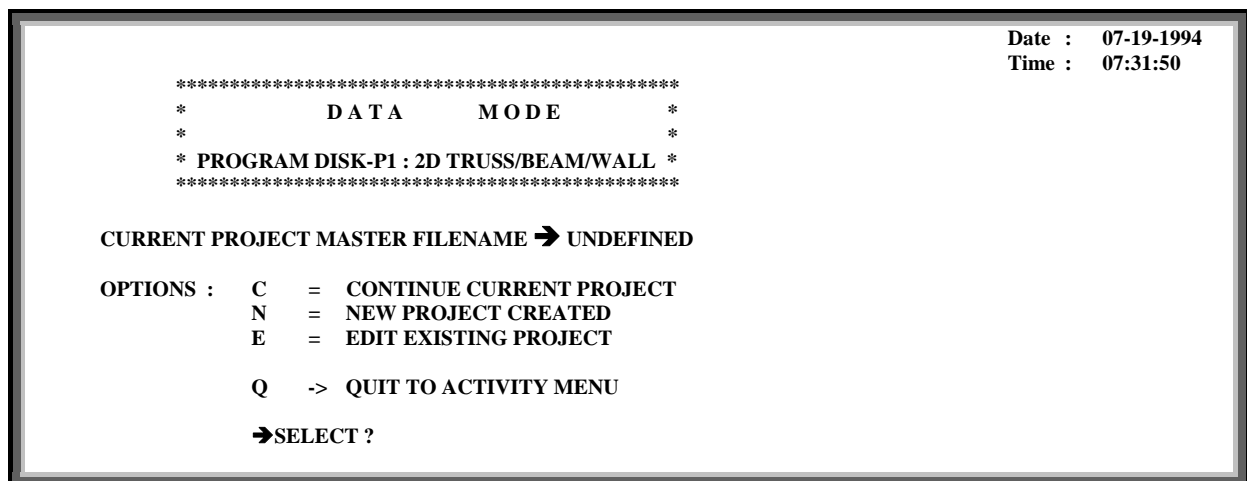 Date : 07-19-1994
Time : 07:31:50
***********************************************
* D A T A M O D E *
* *
* PROGRAM DISK-P1 : 2D TRUSS/BEAM/WALL *
***********************************************
CURRENT PROJECT MASTER FILENAME ➔ UNDEFINED
OPTIONS : C = CONTINUE CURRENT PROJECT
N = NEW PROJECT CREATED
E = EDIT EXISTING PROJECT
Q -> QUIT TO ACTIVITY MENU
➔SELECT ?